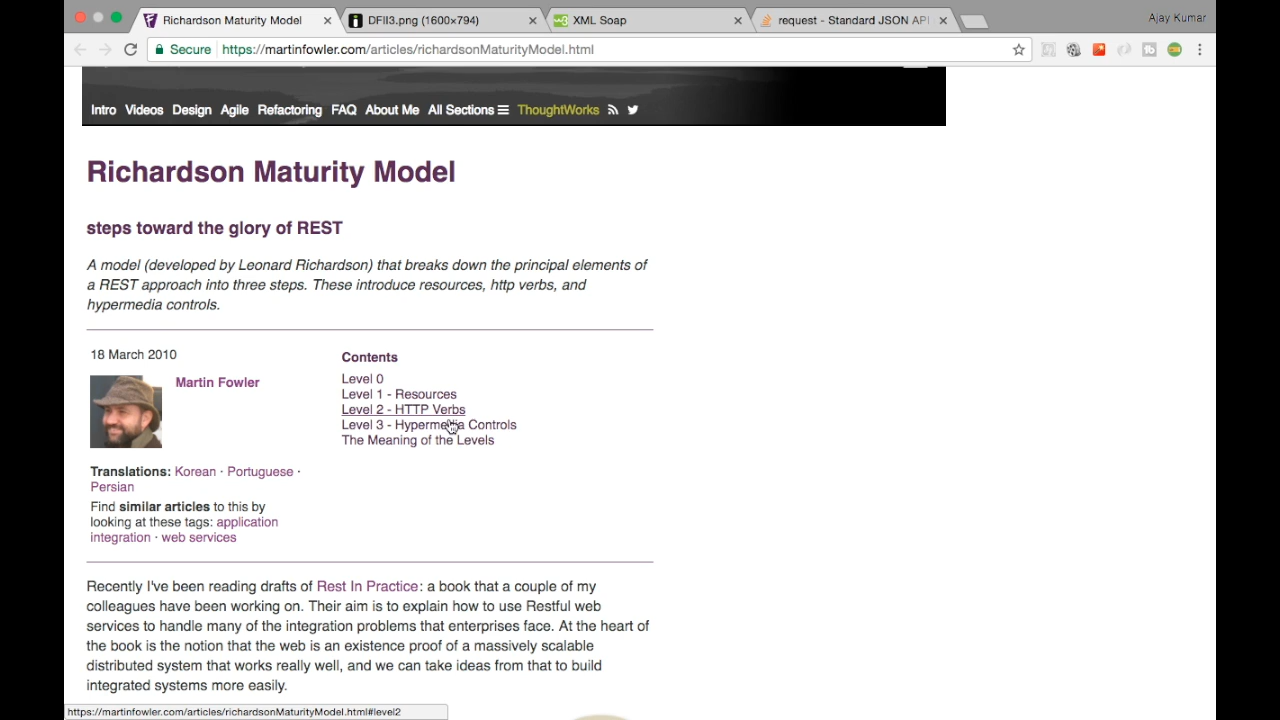 Richardson Maturity Model
DFII3.png (1600×794)
XML Soap
request - Standard JSON API
Ajay Kumar
Secure
https://martinfowler.com/articles/richardsonMaturityModel.html
Intro Videos Design Agile Refactoring FAQ About Me All Sections ThoughtWorks
Richardson Maturity Model
steps toward the glory of REST
A model (developed by Leonard Richardson) that breaks down the principal elements of
a REST approach into three steps. These introduce resources, http verbs, and
hypermedia controls.
18 March 2010
Martin Fowler
Contents
Level 0
Level 1 - Resources
Level 2 - HTTP Verbs
Level 3 - Hypermedia Controls
The Meaning of the Levels
Translations: Korean · Portuguese ·
Persian
Find similar articles to this by
looking at these tags: application
integration · web services
Recently I've been reading drafts of Rest In Practice: a book that a couple of my
colleagues have been working on. Their aim is to explain how to use Restful web
services to handle many of the integration problems that enterprises face. At the heart of
the book is the notion that the web is an existence proof of a massively scalable
distributed system that works really well, and we can take ideas from that to build
integrated systems more easily.
https://martinfowler.com/articles/richardsonMaturityModel.html#level2